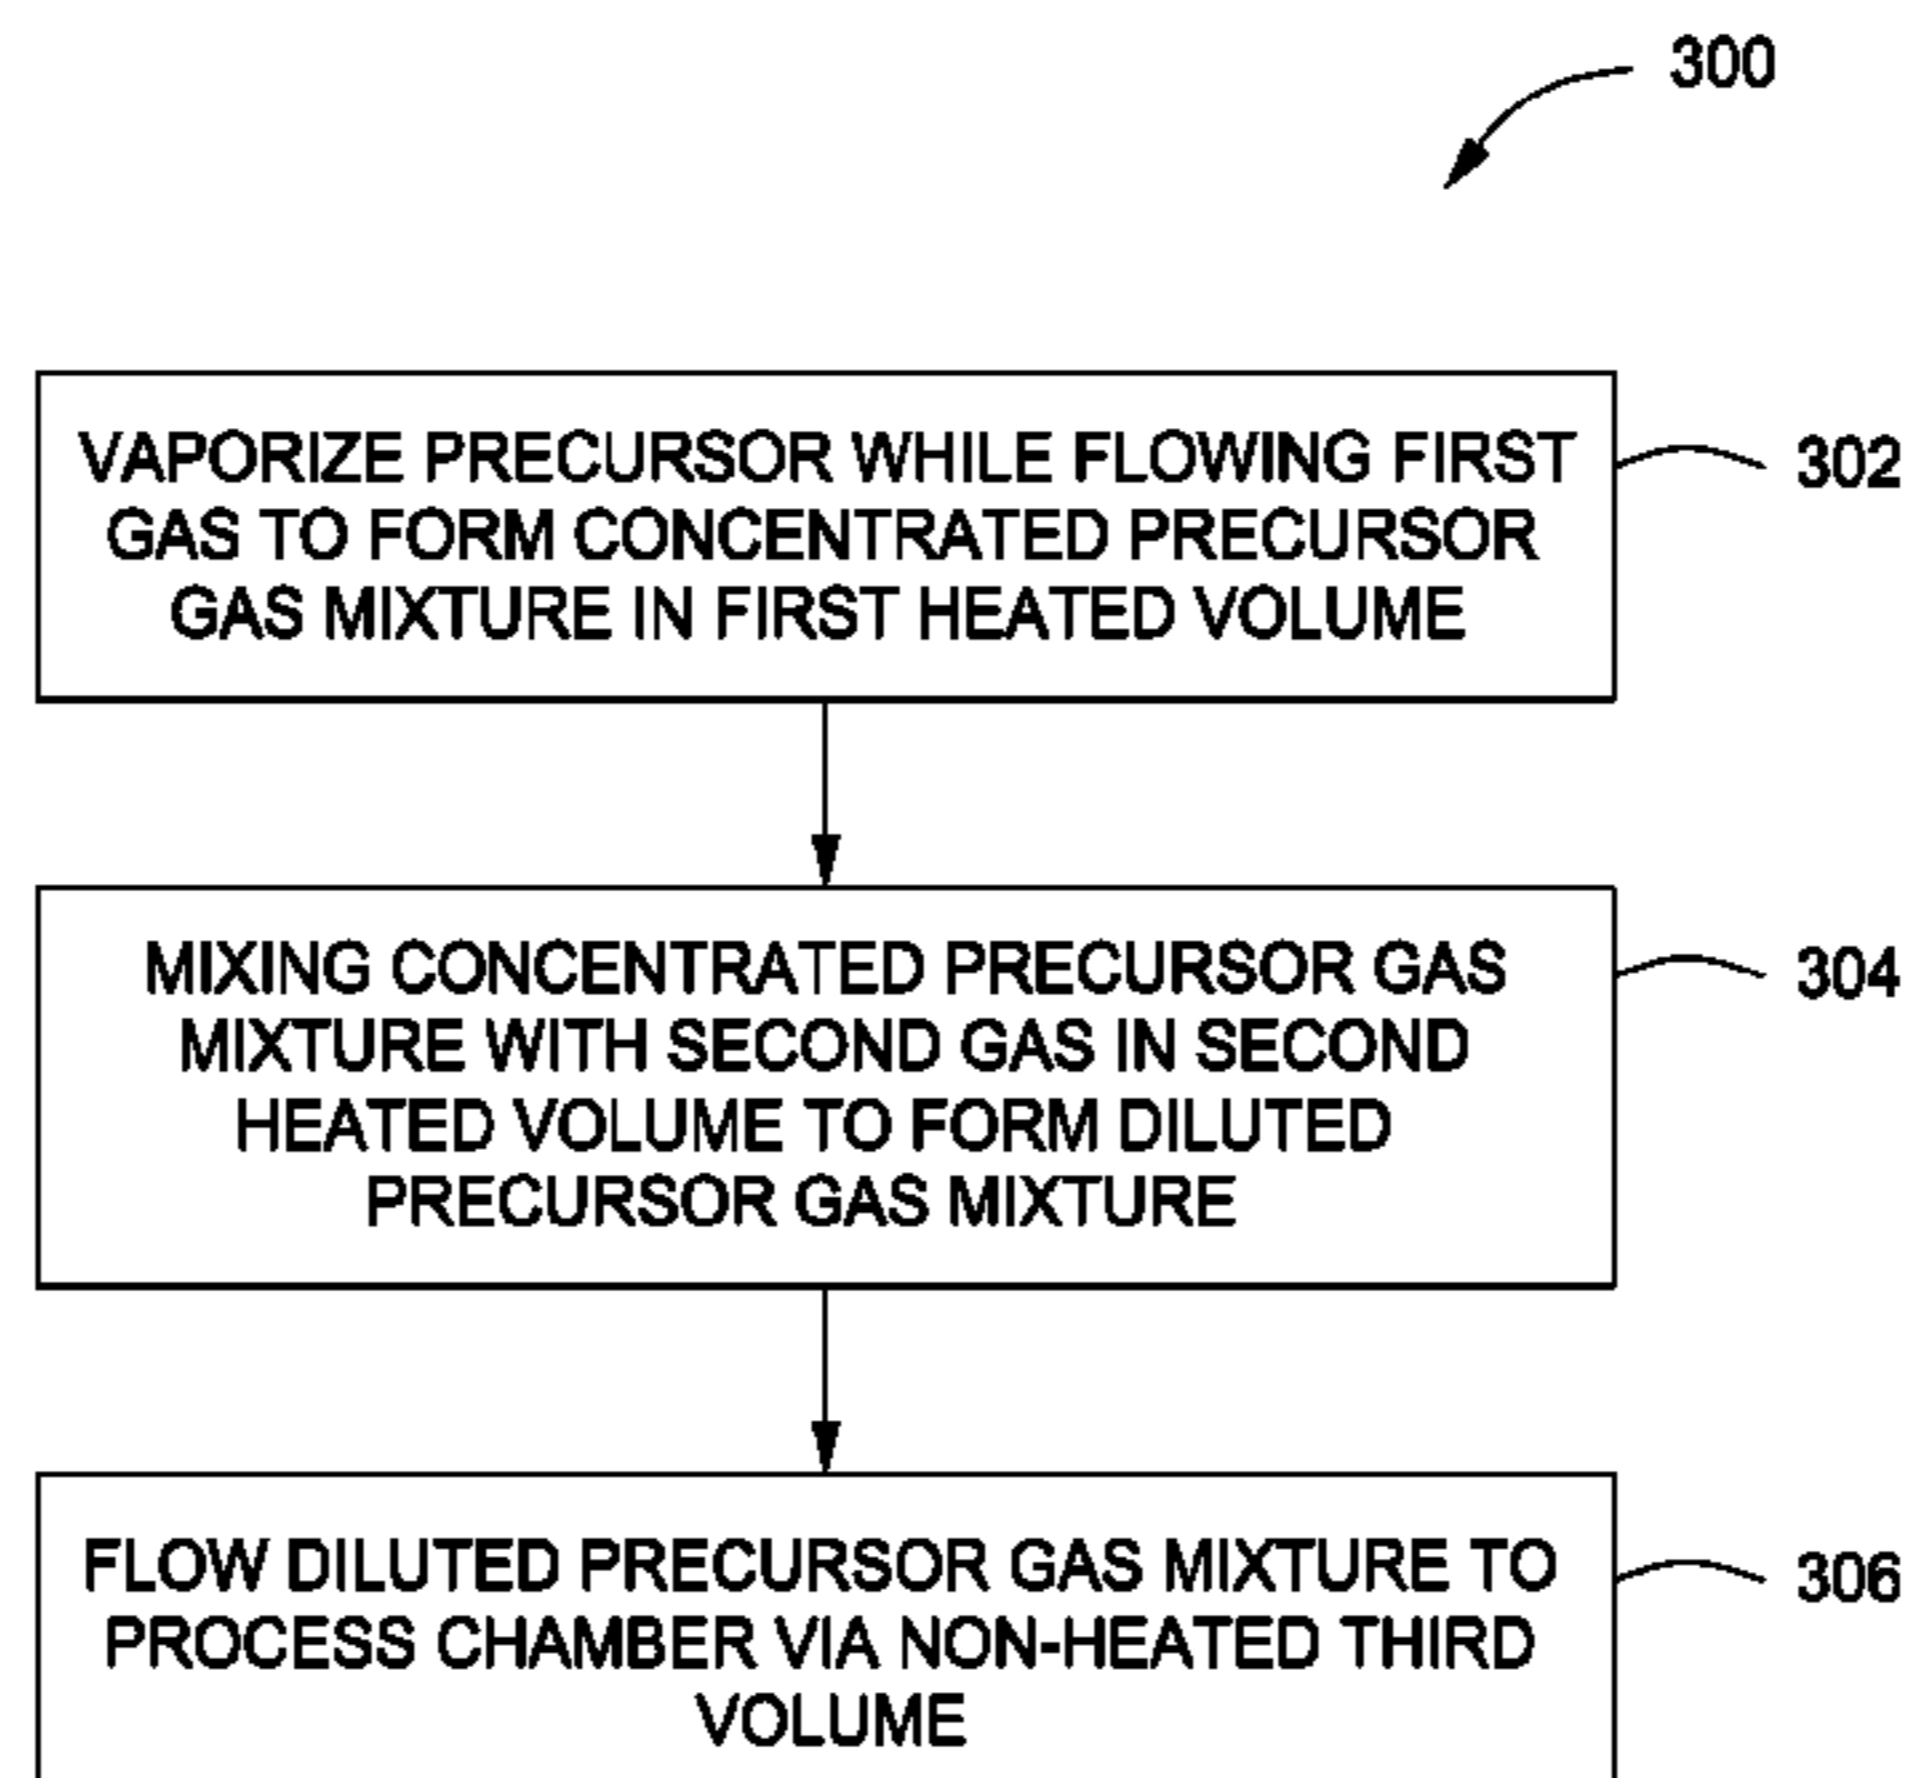 300
VAPORIZE PRECURSOR WHILE FLOWING FIRST
GAS TO FORM CONCENTRATED PRECURSOR
GAS MIXTURE IN FIRST HEATED VOLUME
302
MIXING CONCENTRATED PRECURSOR GAS
MIXTURE WITH SECOND GAS IN SECOND
HEATED VOLUME TO FORM DILUTED
PRECURSOR GAS MIXTURE
304
FLOW DILUTED PRECURSOR GAS MIXTURE TO
PROCESS CHAMBER VIA NON-HEATED THIRD
VOLUME
306